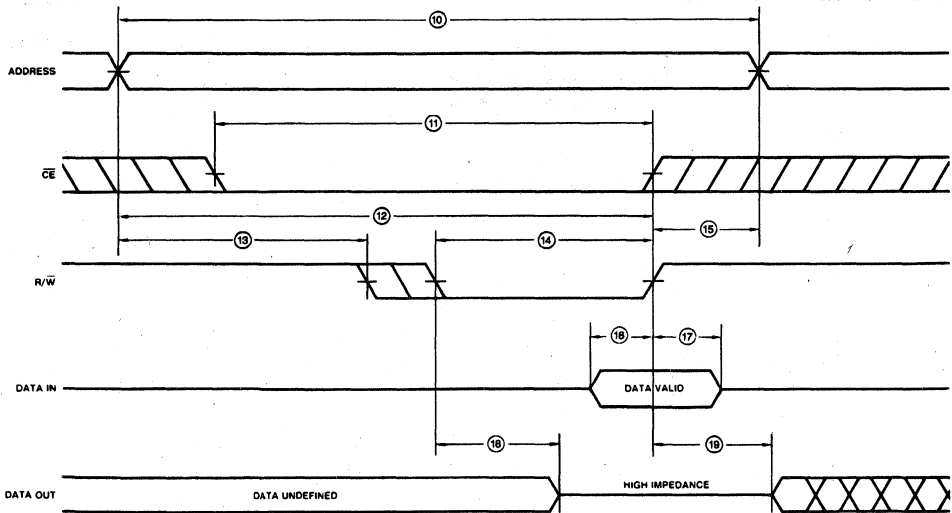 ⑩
ADDRESS
⑪
CE
⑫
⑬
⑭
⑮
R/W
⑯
⑰
DATA IN
DATA VALID
⑱
⑲
HIGH IMPEDANCE
DATA OUT
DATA UNDEFINED